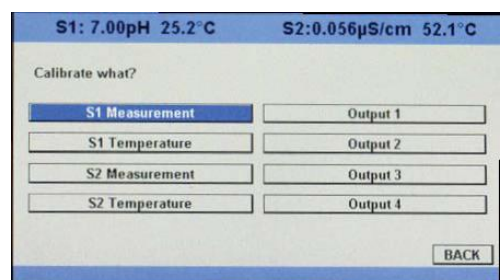 S1: 7.00pH 25.2°C S2:0.056µS/cm 52.1°C
Calibrate what?
S1 Measurement Output 1
S1 Temperature Output 2
S2 Measurement Output 3
S2 Temperature Output 4
BACK